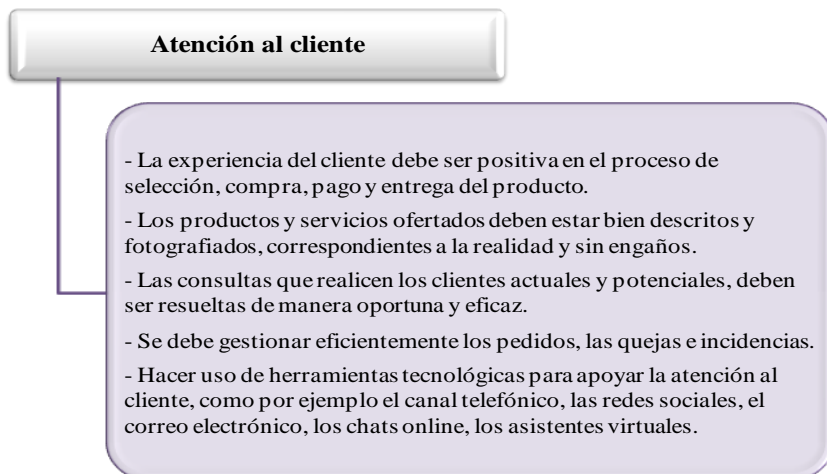 Atención al cliente
- La experiencia del cliente debe ser positiva en el proceso de
selección, compra, pago y entrega del producto.
- Los productos y servicios ofertados deben estar bien descritos y
fotografiados, correspondientes a la realidad y sin engaños.
- Las consultas que realicen los clientes actuales y potenciales, deben
ser resueltas de manera oportuna y eficaz.
- Se debe gestionar eficientemente los pedidos, las quejas e incidencias.
- Hacer uso de herramientas tecnológicas para apoyar la atención al
cliente, como por ejemplo el canal telefónico, las redes sociales, el
correo electrónico, los chats online, los asistentes virtuales.